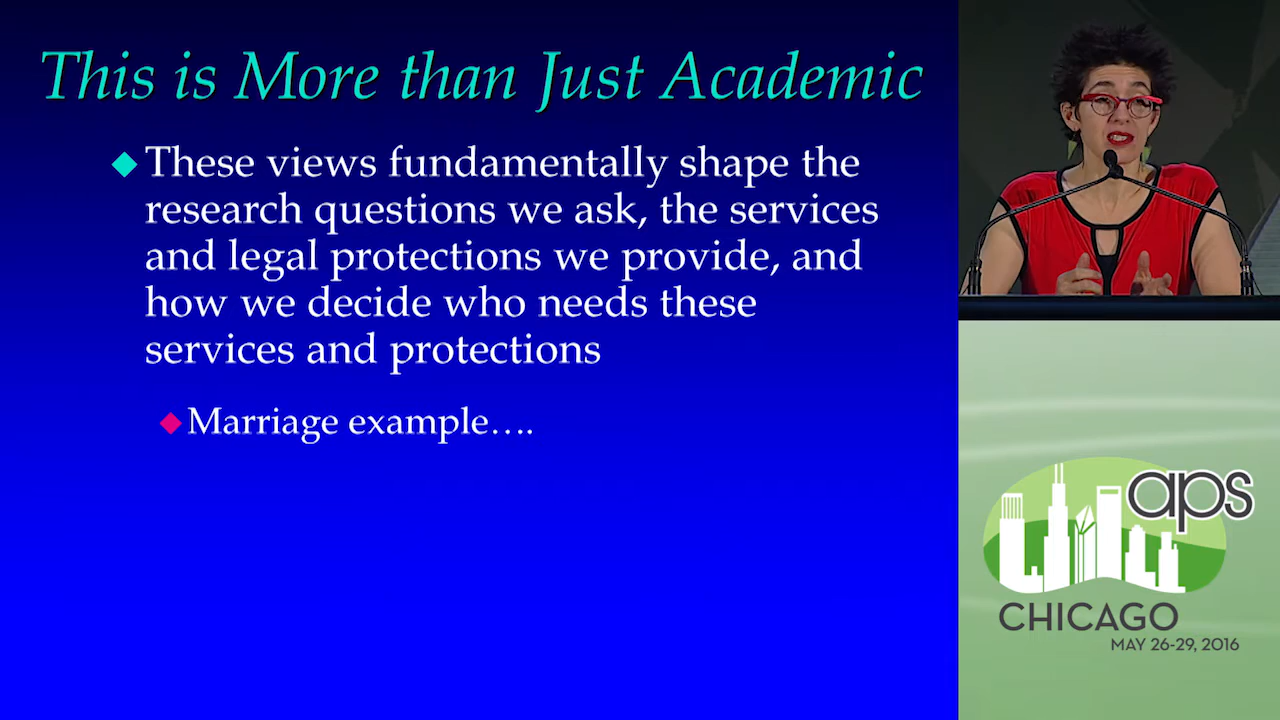 This is More than Just Academic
These views fundamentally shape the
research questions we ask, the services
and legal protections we provide, and
how we decide who needs these
services and protections
Marriage example….
aps
CHICAGO
MAY 26-29, 2016